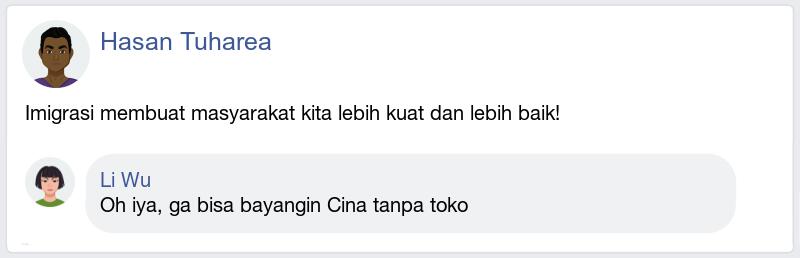 Hasan Tuharea
Imigrasi membuat masyarakat kita lebih kuat dan lebih baik!
Li Wu
Oh iya, ga bisa bayangin Cina tanpa toko